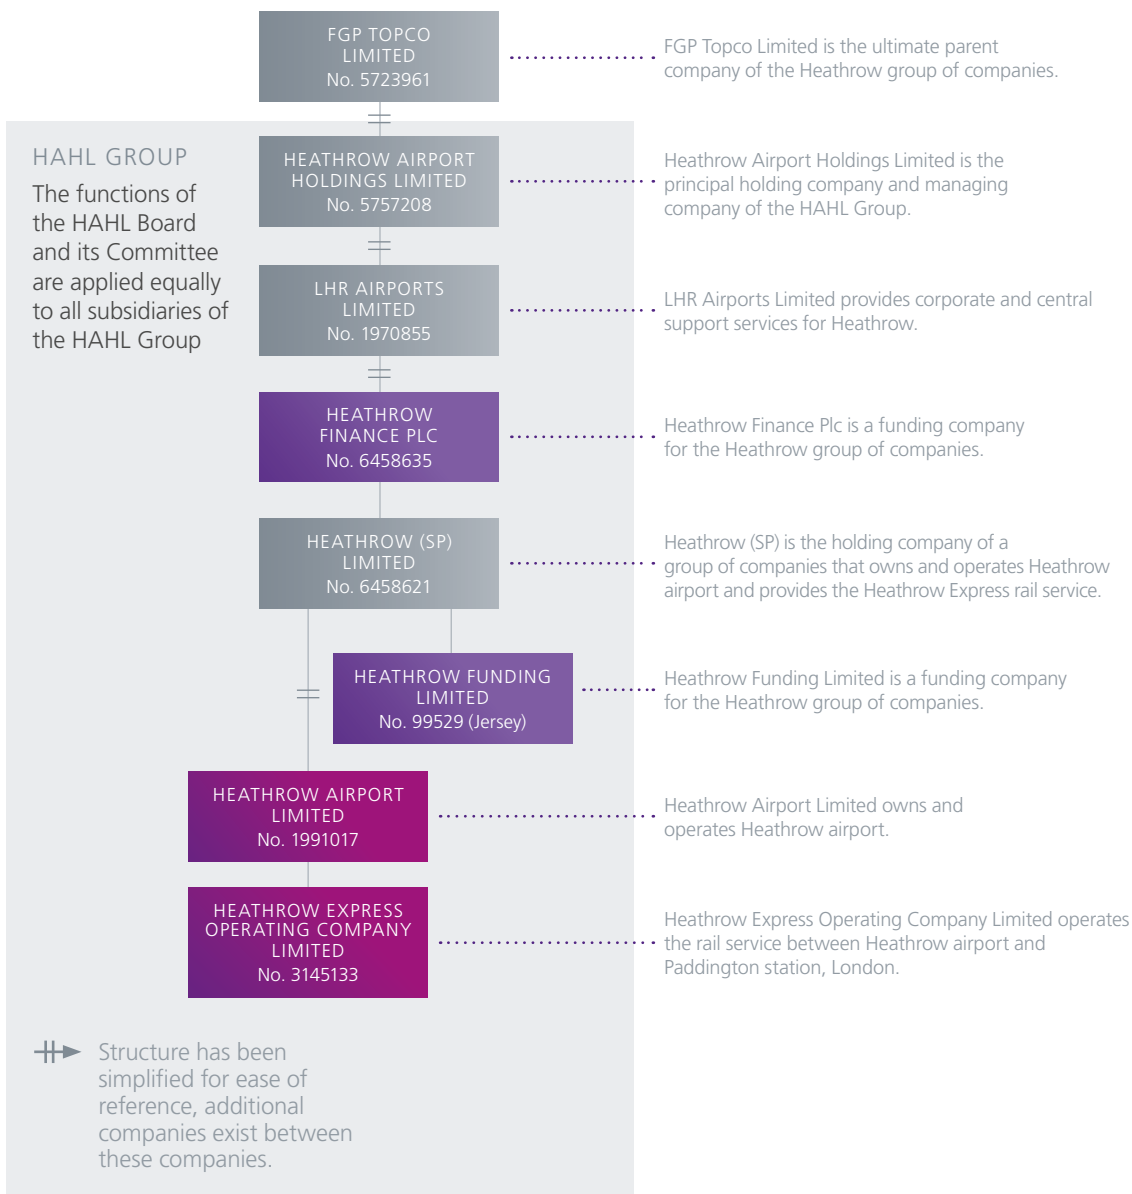 FGP TOPCO
LIMITED
No. 5723961
FGP Topco Limited is the ultimate parent
company of the Heathrow group of companies.
HAHL GROUP
The functions of
the HAHL Board
and its Committee
are applied equally
to all subsidiaries of
the HAHL Group
HEATHROW AIRPORT
HOLDINGS LIMITED
No. 5757208
Heathrow Airport Holdings Limited is the
principal holding company and managing
company of the HAHL Group.
LHR AIRPORTS
LIMITED
No. 1970855
LHR Airports Limited provides corporate and central
support services for Heathrow.
HEATHROW
FINANCE PLC
No. 6458635
Heathrow Finance Plc is a funding company
for the Heathrow group of companies.
HEATHROW (SP)
LIMITED
No. 6458621
Heathrow (SP) is the holding company of a
group of companies that owns and operates Heathrow
airport and provides the Heathrow Express rail service.
HEATHROW FUNDING
LIMITED
No. 99529 (Jersey)
Heathrow Funding Limited is a funding company
for the Heathrow group of companies.
HEATHROW AIRPORT
LIMITED
No. 1991017
Heathrow Airport Limited owns and
operates Heathrow airport.
HEATHROW EXPRESS
OPERATING COMPANY
LIMITED
No. 3145133
Heathrow Express Operating Company Limited operates
the rail service between Heathrow airport and
Paddington station, London.
Structure has been
simplified for ease of
reference, additional
companies exist between
these companies.